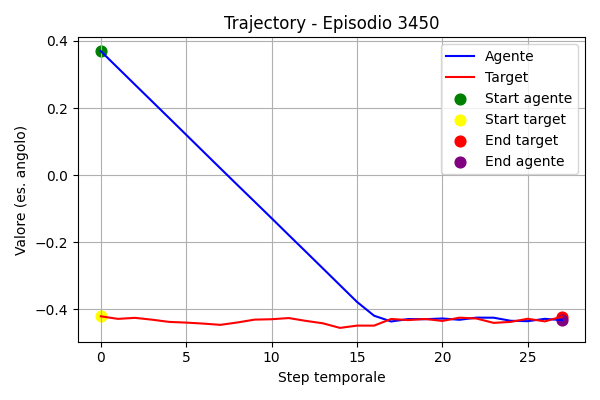 Trajectory - Episodio 3450
Valore (es. angolo)
0.4
0.2
0.0
−0.2
−0.4
0
5
10
15
20
25
Step temporale
Agente
Target
Start agente
Start target
End target
End agente